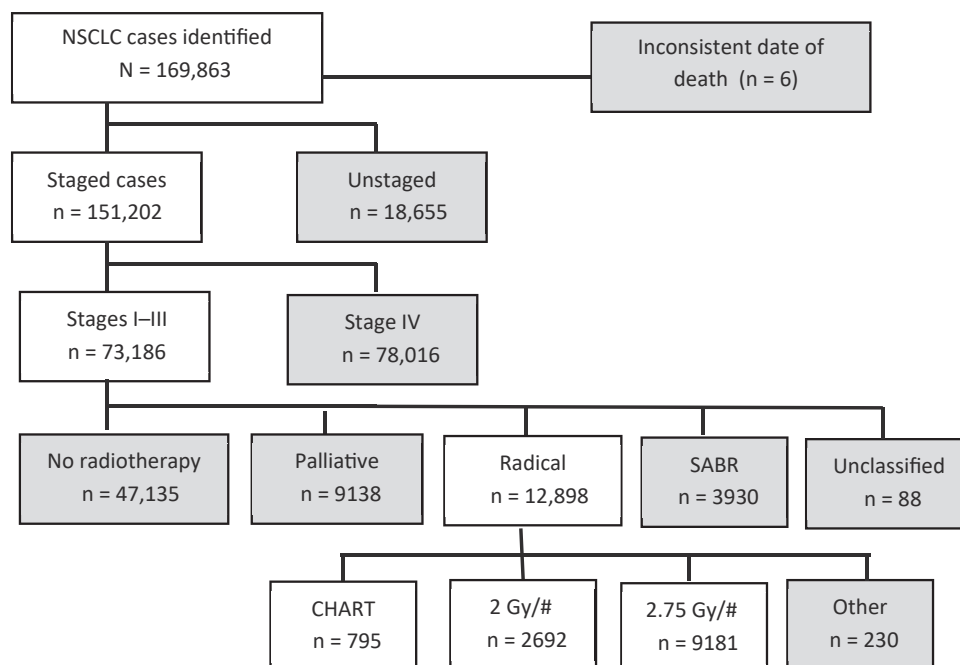 NSCLC cases identified
N = 169,863
Inconsistent date of
death (n = 6)
Staged cases
n = 151,202
Unstaged
n = 18,655
Stages I–III
n = 73,186
Stage IV
n = 78,016
No radiotherapy
n = 47,135
Palliative
n = 9138
Radical
n = 12,898
SABR
n = 3930
Unclassified
n = 88
CHART
n = 795
2 Gy/#
n = 2692
2.75 Gy/#
n = 9181
Other
n = 230